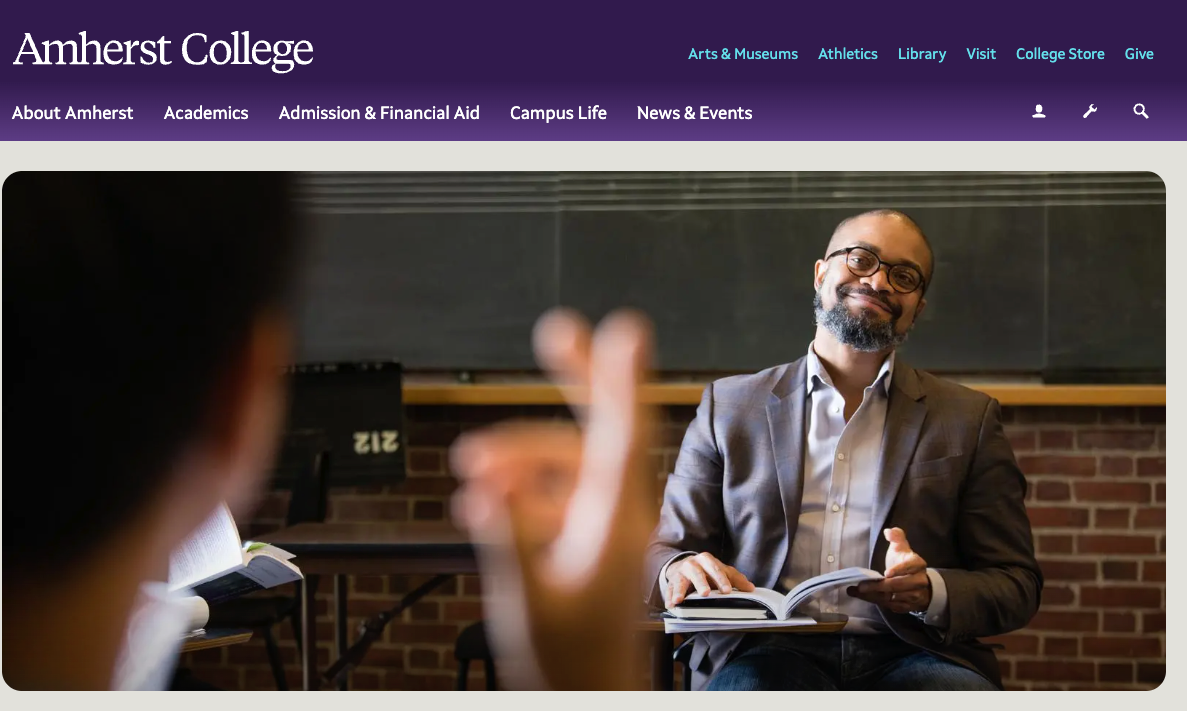 Amherst College
Arts & Museums Athletics Library Visit College Store Give
About Amherst Academics Admission & Financial Aid Campus Life News & Events
212